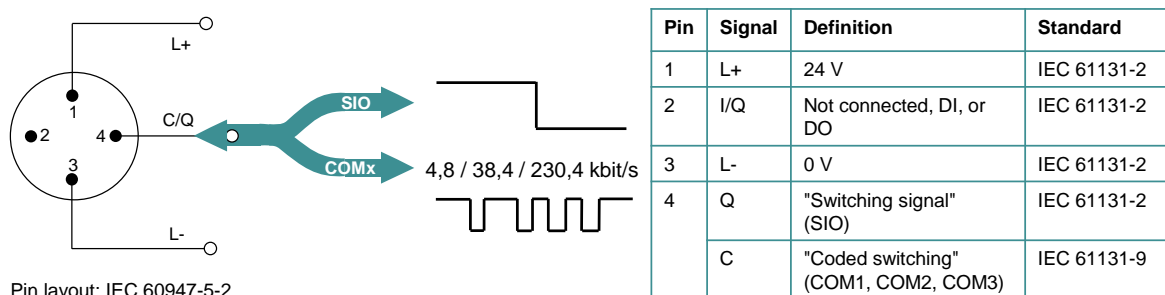 L+
1
2
4
3
C/Q
L-
SIO
COMx
4,8 / 38,4 / 230,4 kbit/s
Pin layout: IEC 60947-5-2
Pin Signal Definition Standard
1 L+ 24 V IEC 61131-2
2 I/Q Not connected, DI, or IEC 61131-2
DO
3 L- 0 V IEC 61131-2
4 Q "Switching signal" IEC 61131-2
(SIO)
C "Coded switching" IEC 61131-9
(COM1, COM2, COM3)